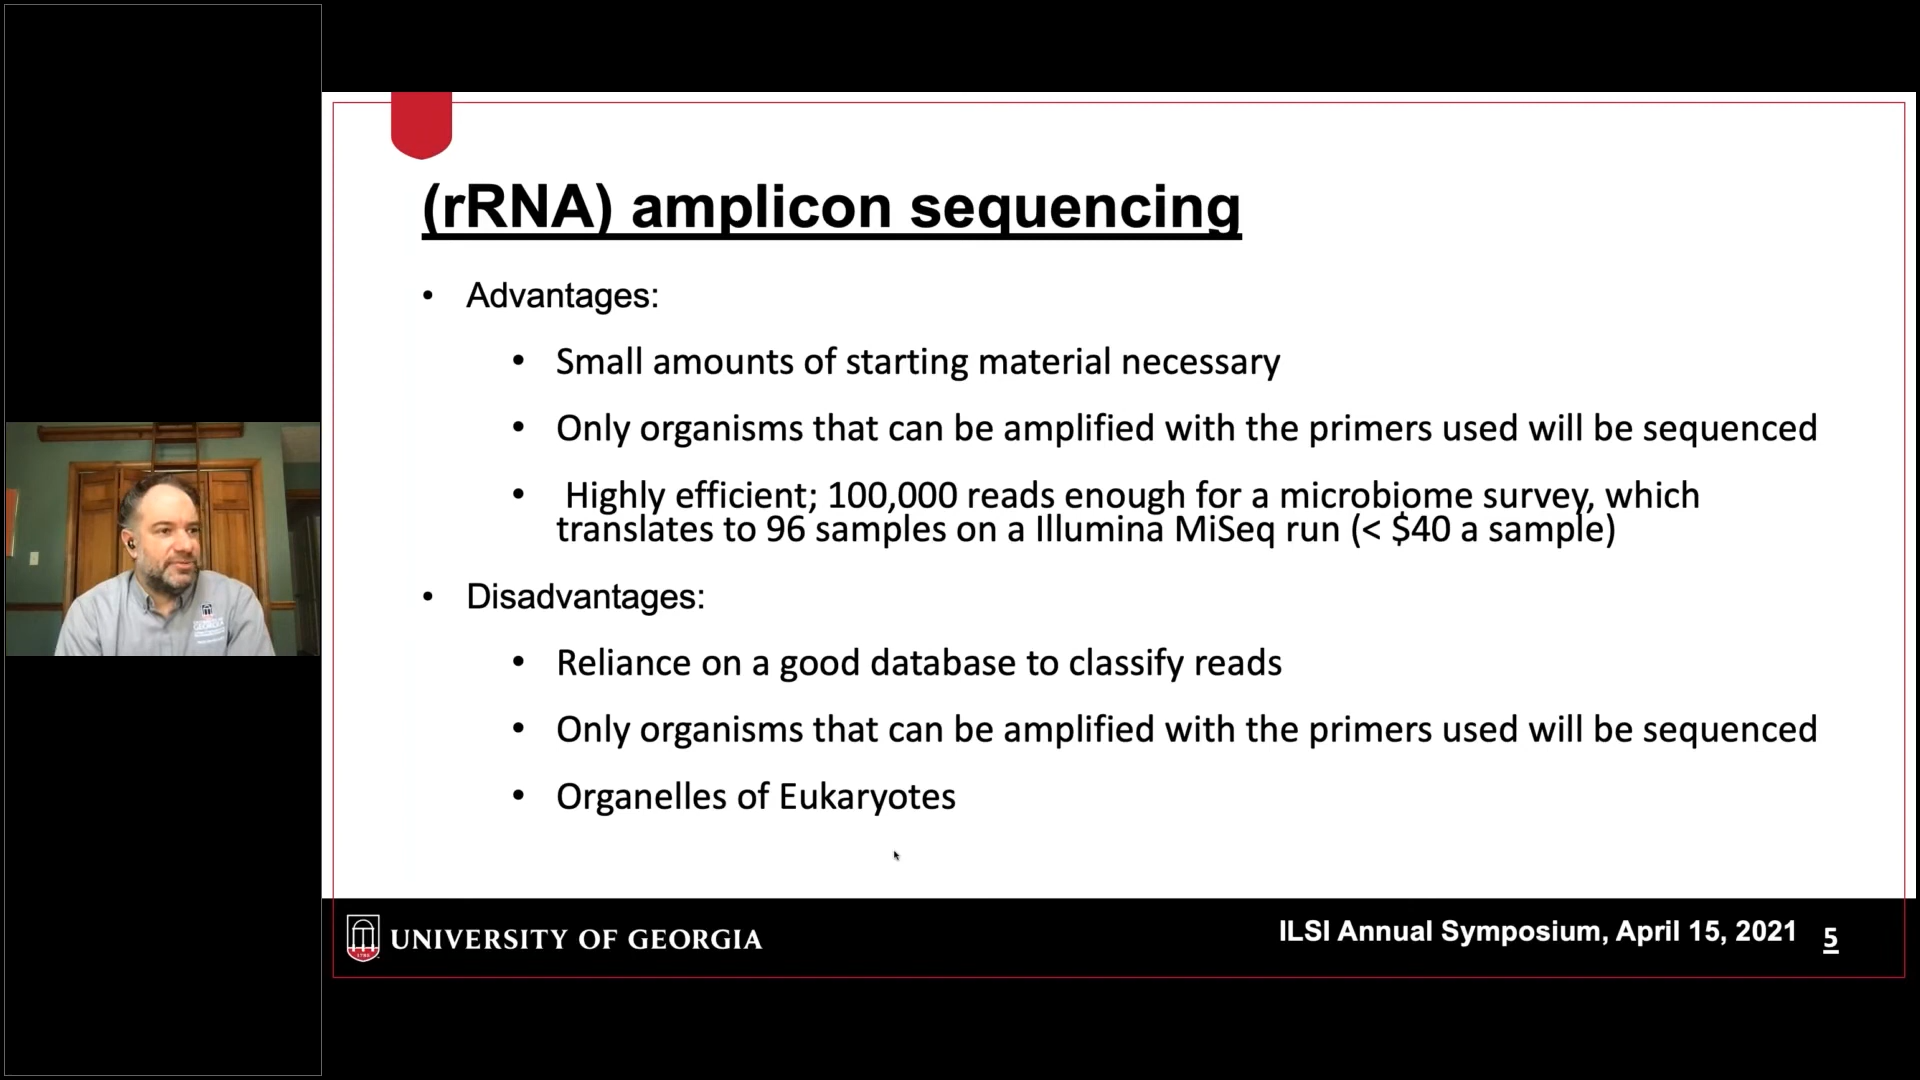 (rRNA) amplicon sequencing
• Advantages:
• Small amounts of starting material necessary
• Only organisms that can be amplified with the primers used will be sequenced
• Highly efficient; 100,000 reads enough for a microbiome survey, which
translates to 96 samples on a Illumina MiSeq run (< $40 a sample)
• Disadvantages:
• Reliance on a good database to classify reads
• Only organisms that can be amplified with the primers used will be sequenced
• Organelles of Eukaryotes
UNIVERSITY OF GEORGIA
ILSI Annual Symposium, April 15, 2021
5
GEORGIA